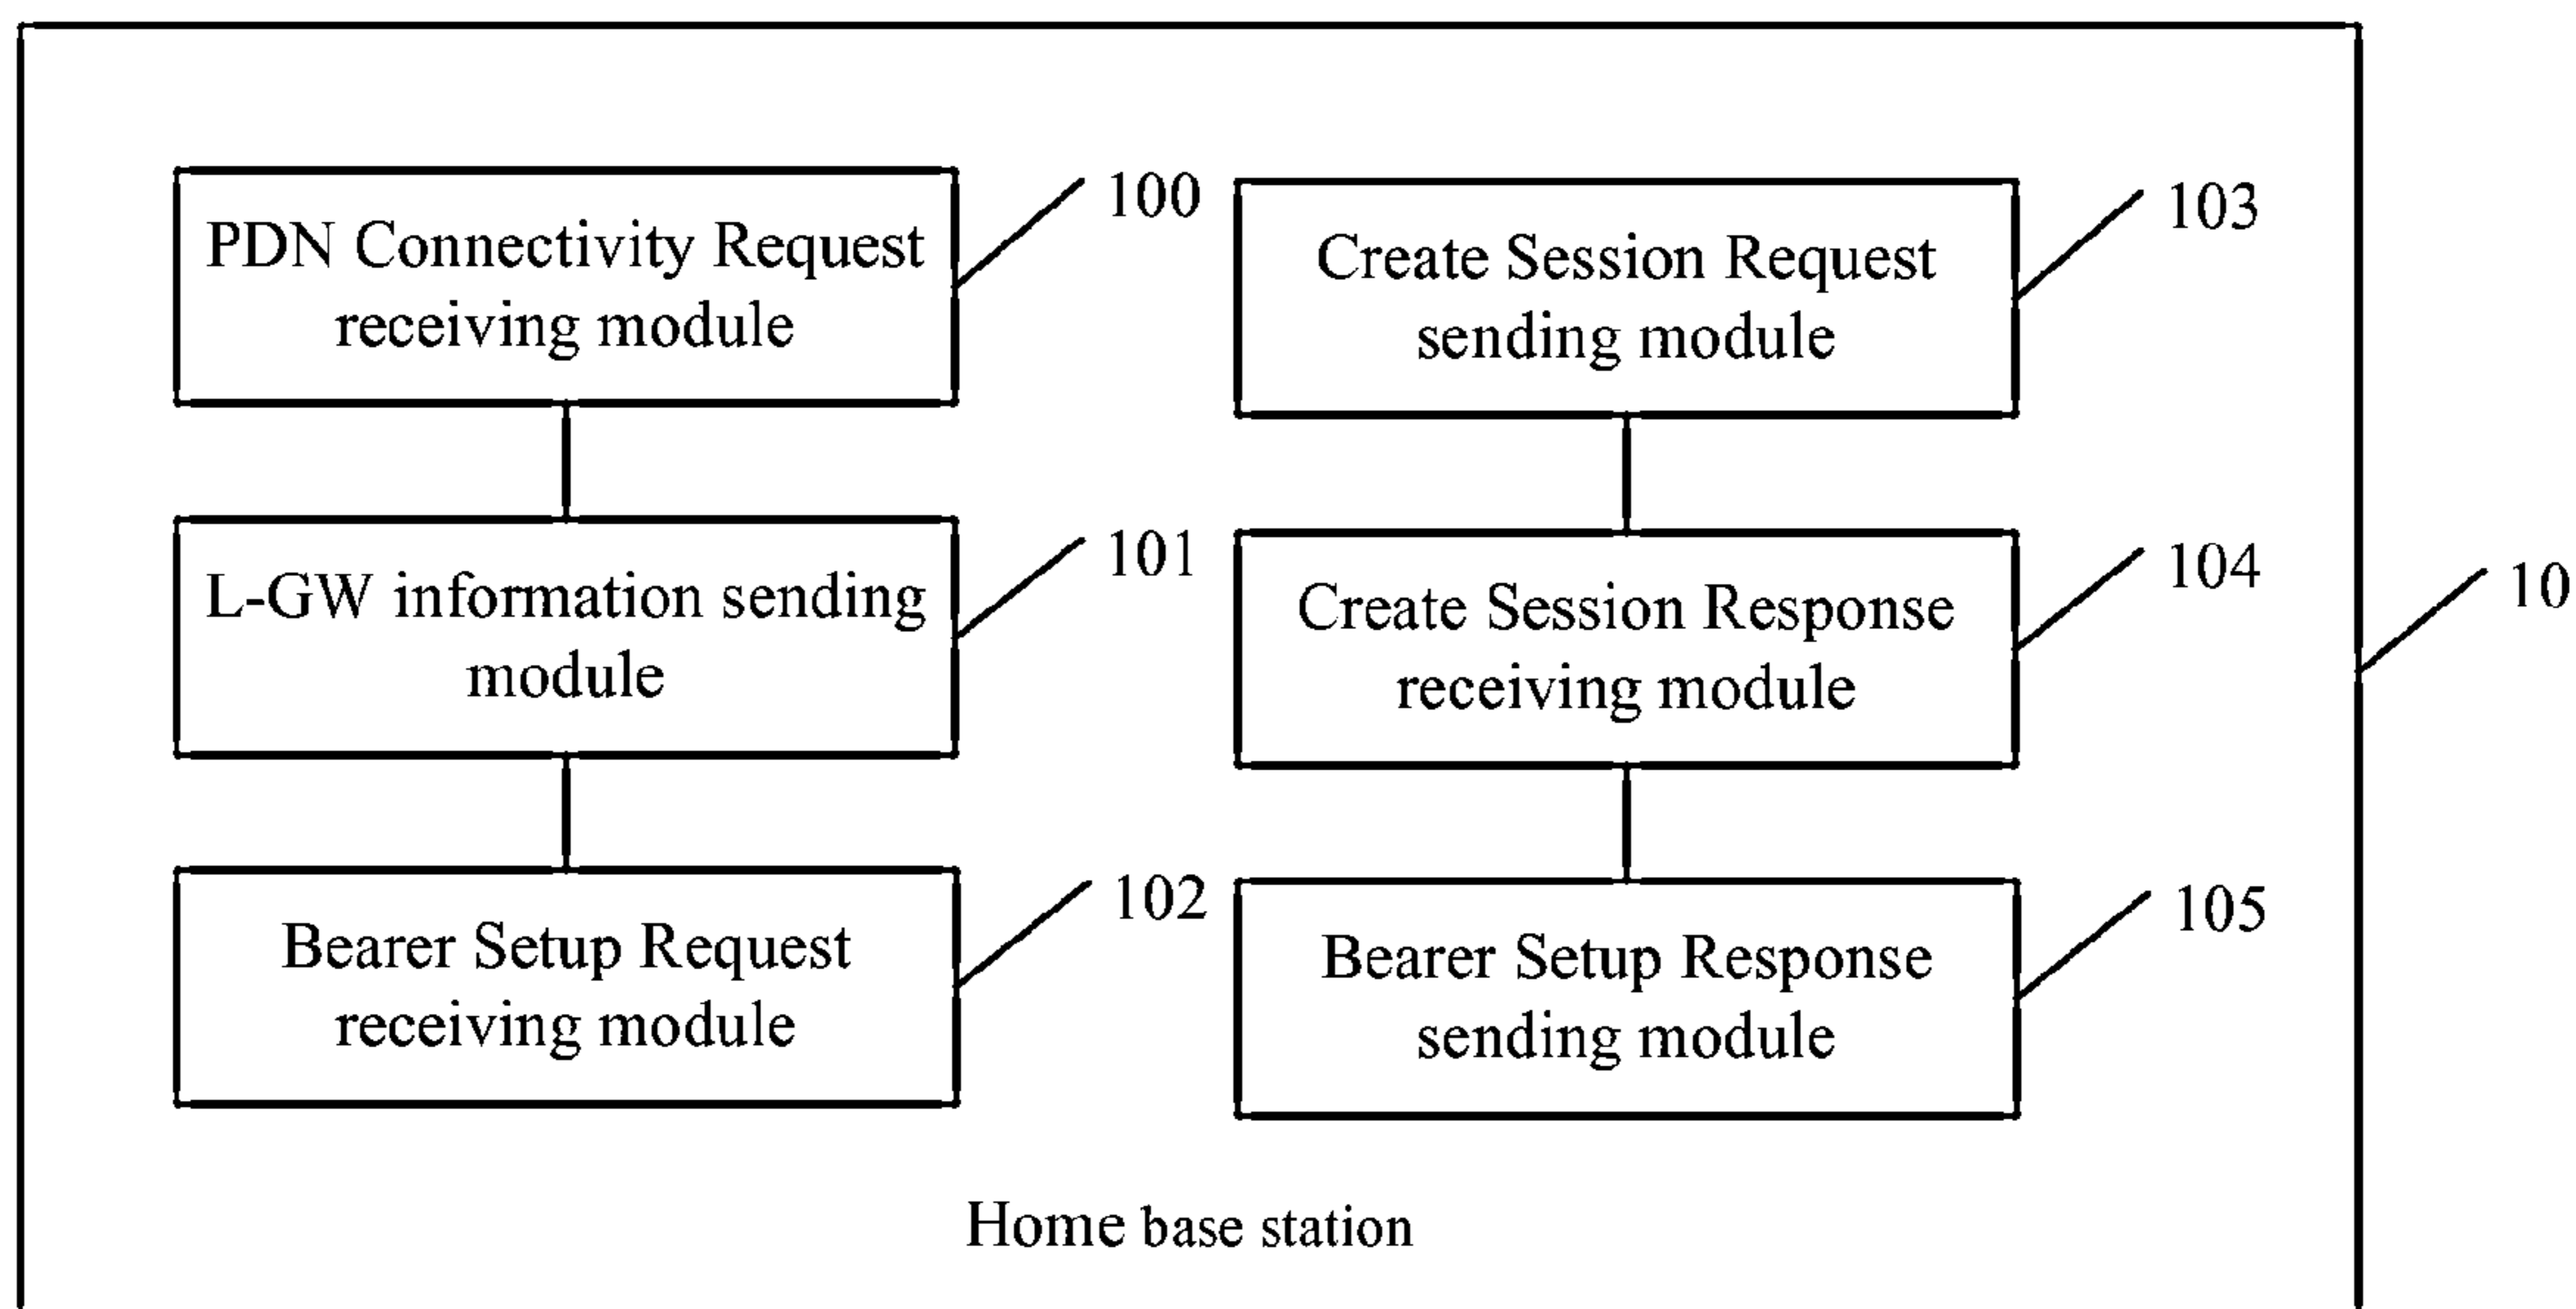 PDN Connectivity Request
receiving module
100
L-GW information sending
module
101
Bearer Setup Request
receiving module
102
Create Session Request
sending module
103
Create Session Response
receiving module
104
Bearer Setup Response
sending module
105
10
Home base station